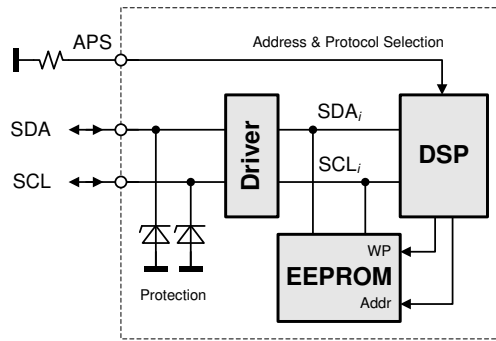 APS
Address & Protocol Selection
SDA
SDAi
Driver
DSP
SCL
SCLi
WP
EEPROM
Protection
Addr